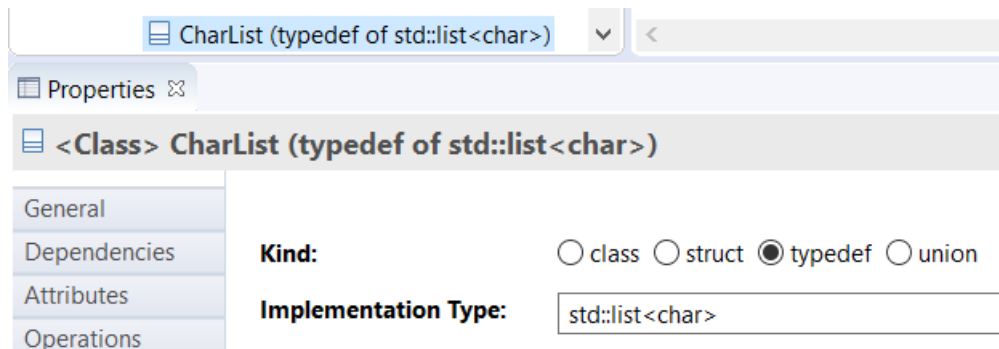 CharList (typedef of std::list<char>)
Properties
<Class> CharList (typedef of std::list<char>)
General
Dependencies
Attributes
Operations
Kind: class struct typedef union
Implementation Type: std::list<char>